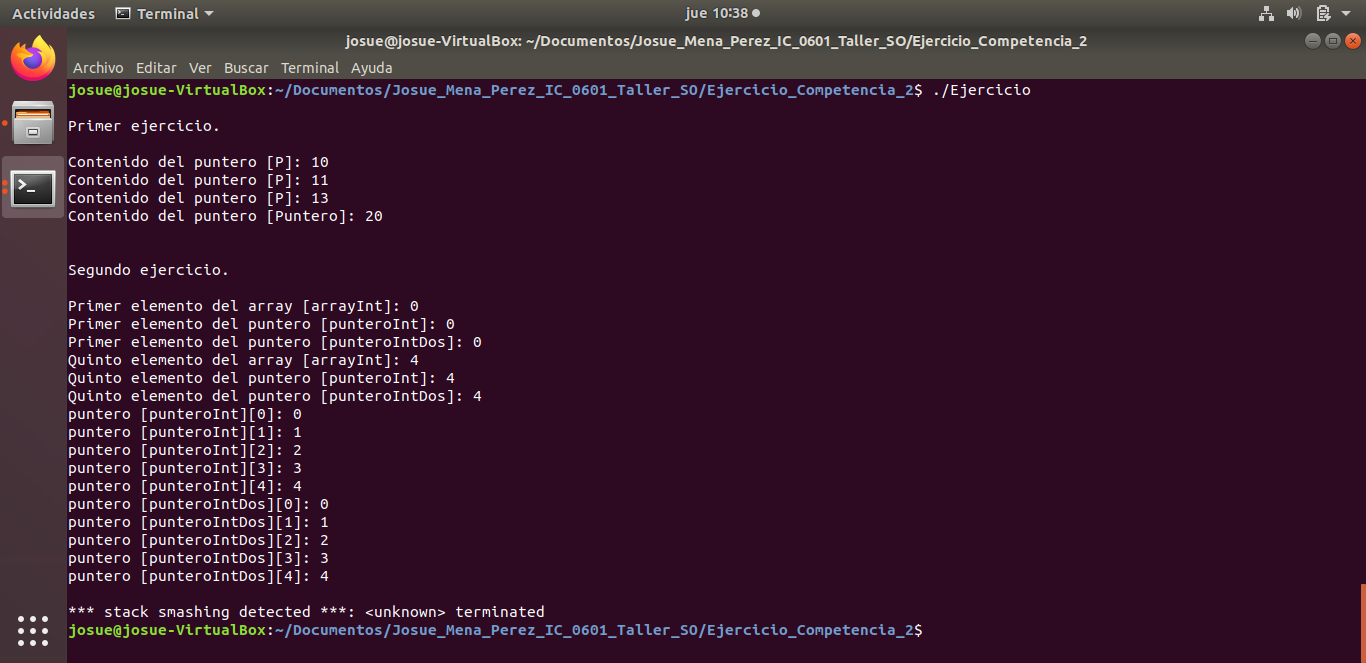 Actividades Terminal jue 10:38
josue@josue-VirtualBox: ~/Documentos/Josue_Mena_Perez_IC_0601_Taller_SO/Ejercicio_Competencia_2
Archivo Editar Ver Buscar Terminal Ayuda
josue@josue-VirtualBox:~/Documentos/Josue_Mena_Perez_IC_0601_Taller_SO/Ejercicio_Competencia_2$ ./Ejercicio
Primer ejercicio.
Contenido del puntero [P]: 10
Contenido del puntero [P]: 11
Contenido del puntero [P]: 13
Contenido del puntero [Puntero]: 20
Segundo ejercicio.
Primer elemento del array [arrayInt]: 0
Primer elemento del puntero [punteroInt]: 0
Primer elemento del puntero [punteroIntDos]: 0
Quinto elemento del array [arrayInt]: 4
Quinto elemento del puntero [punteroInt]: 4
Quinto elemento del puntero [punteroIntDos]: 4
puntero [punteroInt][0]: 0
puntero [punteroInt][1]: 1
puntero [punteroInt][2]: 2
puntero [punteroInt][3]: 3
puntero [punteroInt][4]: 4
puntero [punteroIntDos][0]: 0
puntero [punteroIntDos][1]: 1
puntero [punteroIntDos][2]: 2
puntero [punteroIntDos][3]: 3
puntero [punteroIntDos][4]: 4
*** stack smashing detected ***: <unknown> terminated
josue@josue-VirtualBox:~/Documentos/Josue_Mena_Perez_IC_0601_Taller_SO/Ejercicio_Competencia_2$